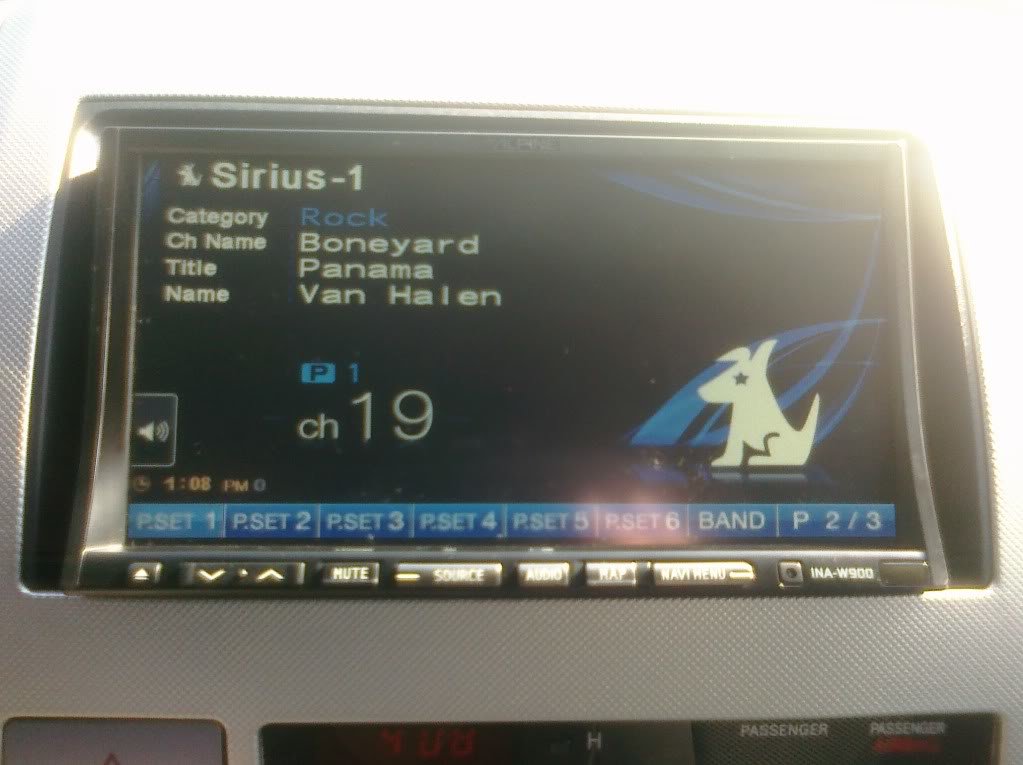 ALPINE
Sirius-1
Category Rock
Ch Name Boneyard
Title Panama
Name Van Halen
P 1
ch 19
1:08 PM
P.SET 1 P.SET 2 P.SET 3 P.SET 4 P.SET 5 P.SET 6 BAND P 2/3
MUTE SOURCE AUDIO MAP NAVI MENU INA-W900
H PASSENGER PASSENGER